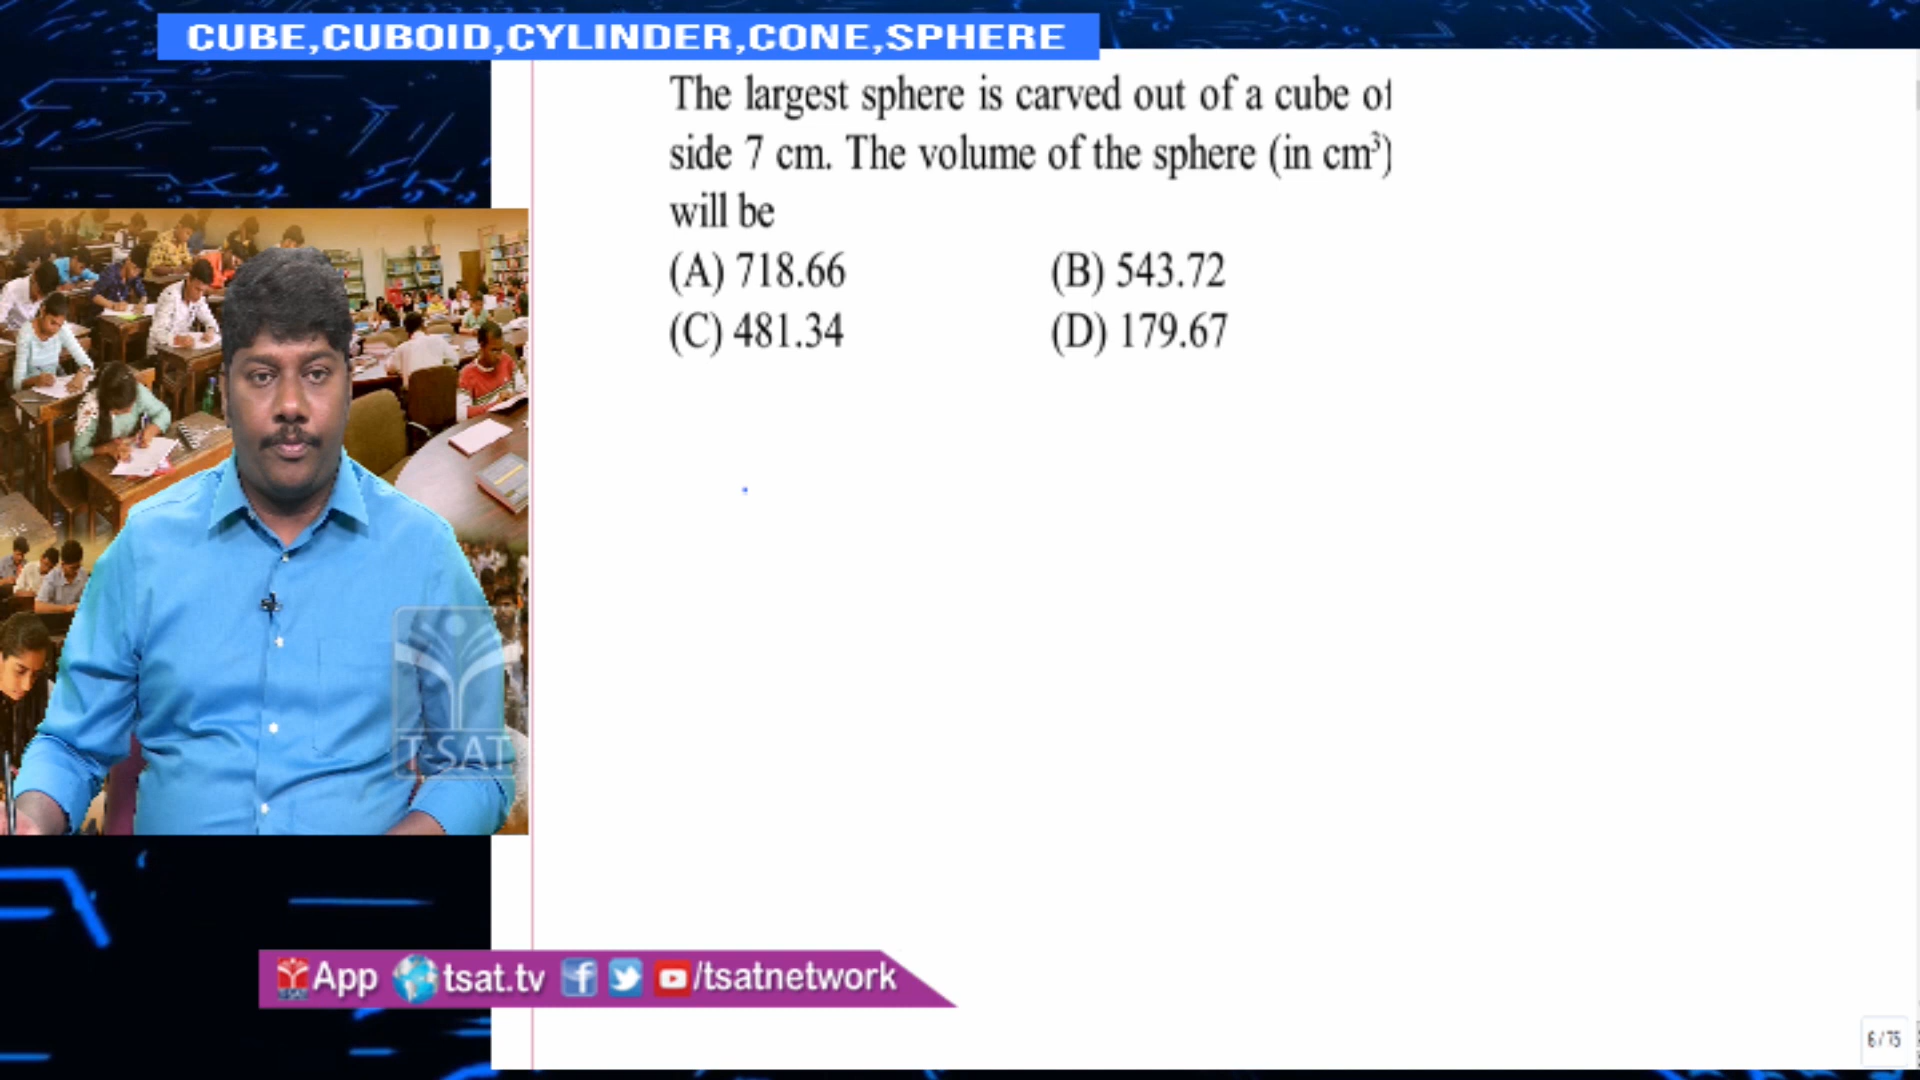 CUBE,CUBOID,CYLINDER,CONE,SPHERE
The largest sphere is carved out of a cube of
side 7 cm. The volume of the sphere (in cm³)
will be
(A) 718.66 (B) 543.72
(C) 481.34 (D) 179.67
T-SAT
App tsat.tv /tsatnetwork
6 / 75